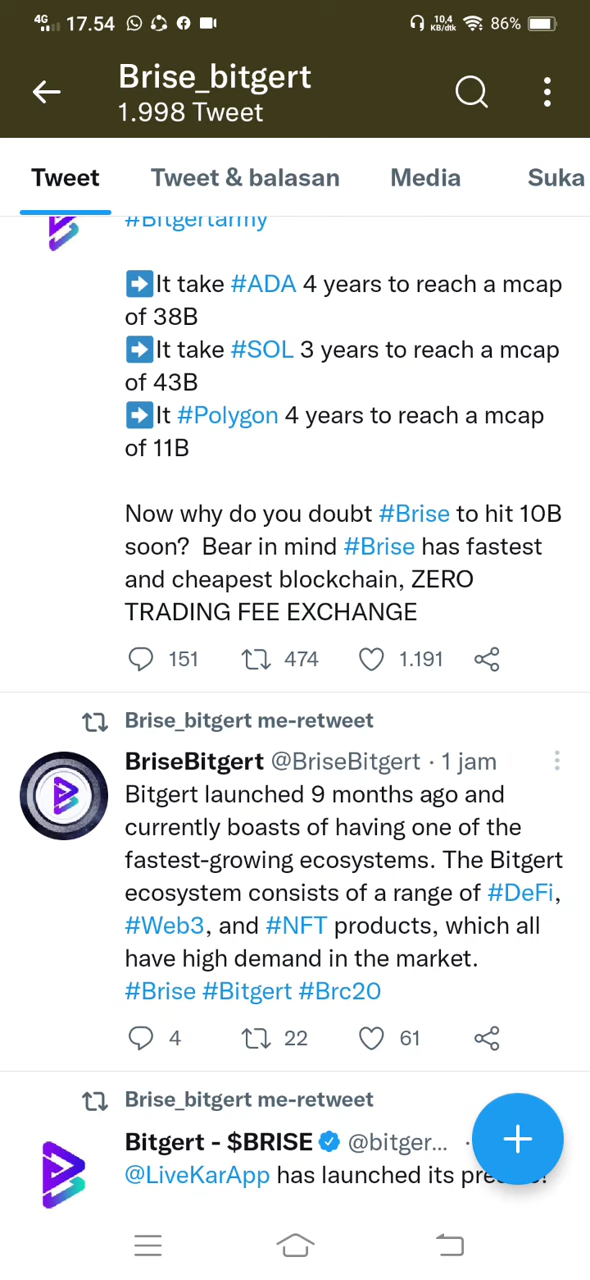 4G 17.54 10,4 KB/dtk 86%
Brise_bitgert
1.998 Tweet
Tweet Tweet & balasan Media Suka
#Bitgertarmy
➡️It take #ADA 4 years to reach a mcap
of 38B
➡️It take #SOL 3 years to reach a mcap
of 43B
➡️It #Polygon 4 years to reach a mcap
of 11B
Now why do you doubt #Brise to hit 10B
soon? Bear in mind #Brise has fastest
and cheapest blockchain, ZERO
TRADING FEE EXCHANGE
151 474 1.191
Brise_bitgert me-retweet
BriseBitgert @BriseBitgert · 1 jam
Bitgert launched 9 months ago and
currently boasts of having one of the
fastest-growing ecosystems. The Bitgert
ecosystem consists of a range of #DeFi,
#Web3, and #NFT products, which all
have high demand in the market.
#Brise #Bitgert #Brc20
4 22 61
Brise_bitgert me-retweet
Bitgert - $BRISE @bitger... ·
@LiveKarApp has launched its